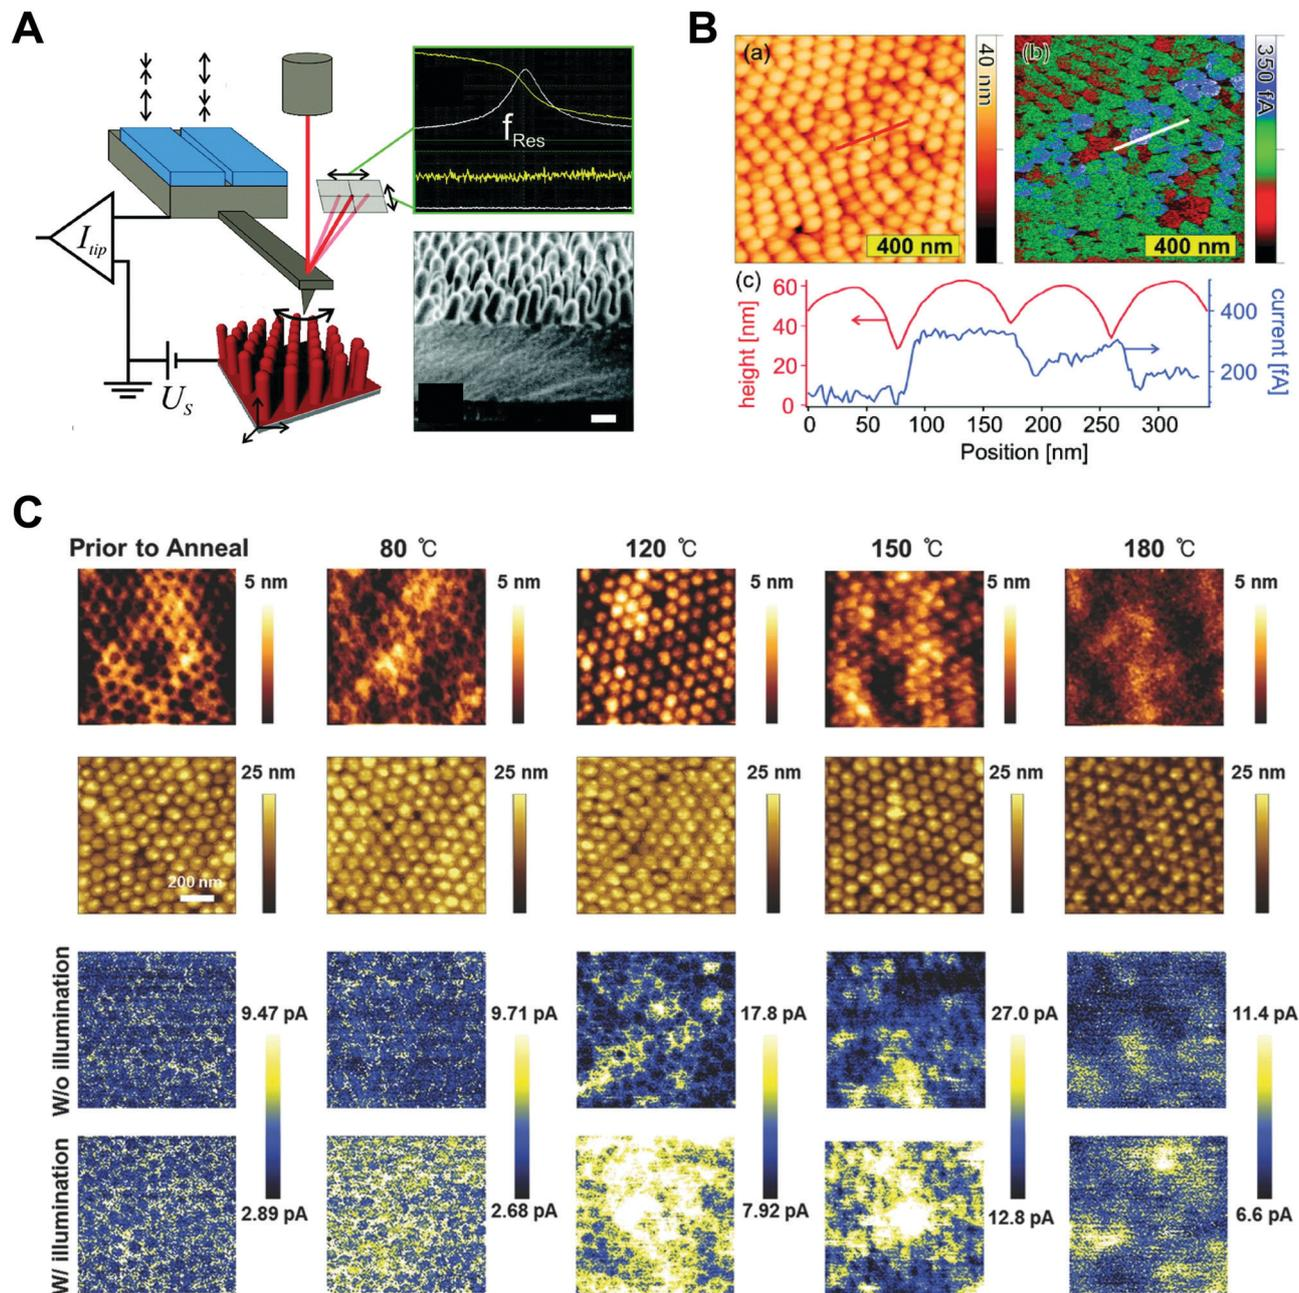 A
I tip
U S
f Res
B
(a)
40 nm
400 nm
(b)
350 fA
400 nm
(c)
height [nm]
60
40
20
0
400
200
current [fA]
0 50 100 150 200 250 300
Position [nm]
C
Prior to Anneal 80 ℃ 120 ℃ 150 ℃ 180 ℃
5 nm 5 nm 5 nm 5 nm 5 nm
25 nm 25 nm 25 nm 25 nm 25 nm
200 nm
W/o illumination
9.47 pA 9.71 pA 17.8 pA 27.0 pA 11.4 pA
W/ illumination
2.89 pA 2.68 pA 7.92 pA 12.8 pA 6.6 pA